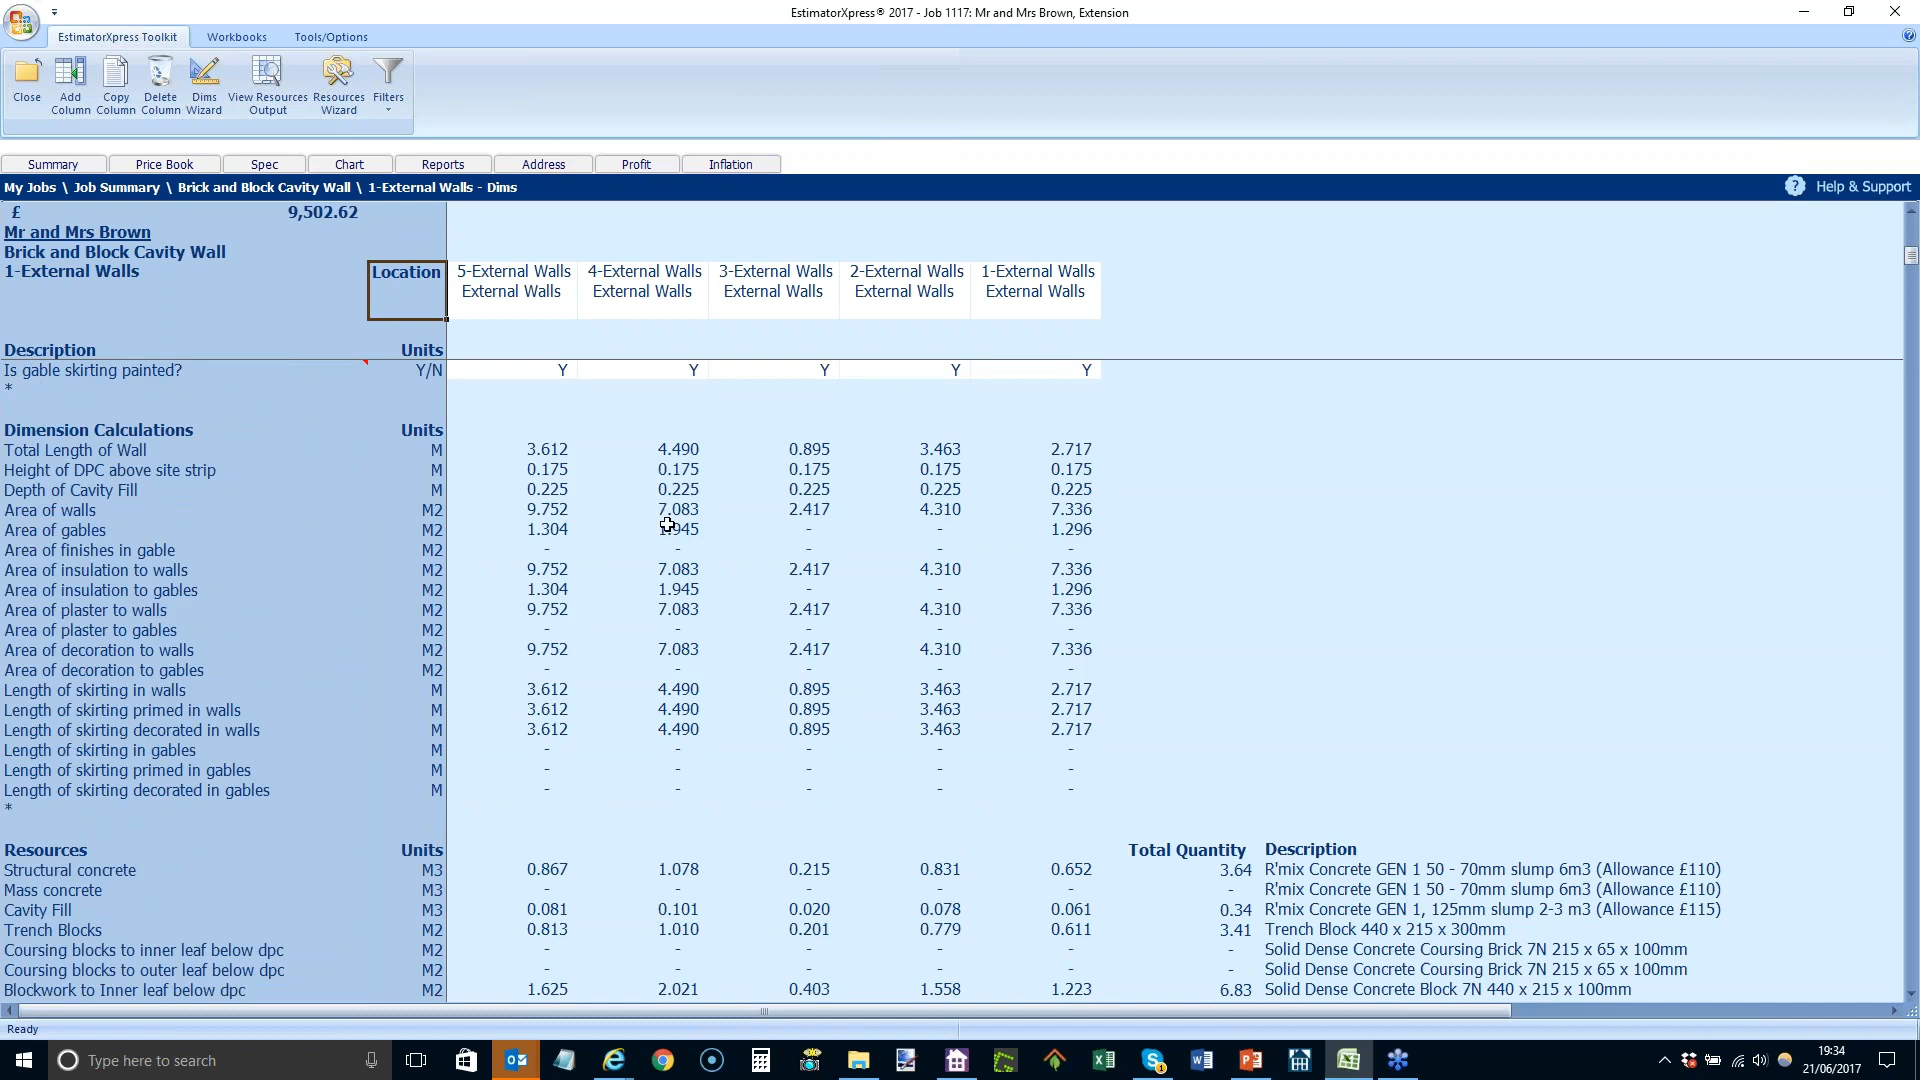 EstimatorXpress® 2017 - Job 1117: Mr and Mrs Brown, Extension
EstimatorXpress Toolkit Workbooks Tools/Options
Close Add Column Copy Column Delete Column Dims Wizard View Resources Output Resources Wizard Filters
Summary Price Book Spec Chart Reports Address Profit Inflation
My Jobs \ Job Summary \ Brick and Block Cavity Wall \ 1-External Walls - Dims ? Help & Support
£ 9,502.62
Mr and Mrs Brown
Brick and Block Cavity Wall
1-External Walls Location 5-External Walls 4-External Walls 3-External Walls 2-External Walls 1-External Walls
External Walls External Walls External Walls External Walls External Walls
Description Units
Is gable skirting painted? Y/N Y Y Y Y Y
*
Dimension Calculations Units
Total Length of Wall M 3.612 4.490 0.895 3.463 2.717
Height of DPC above site strip M 0.175 0.175 0.175 0.175 0.175
Depth of Cavity Fill M 0.225 0.225 0.225 0.225 0.225
Area of walls M2 9.752 7.083 2.417 4.310 7.336
Area of gables M2 1.304 1.945 - - 1.296
Area of finishes in gable M2 - - - - -
Area of insulation to walls M2 9.752 7.083 2.417 4.310 7.336
Area of insulation to gables M2 1.304 1.945 - - 1.296
Area of plaster to walls M2 9.752 7.083 2.417 4.310 7.336
Area of plaster to gables M2 - - - - -
Area of decoration to walls M2 9.752 7.083 2.417 4.310 7.336
Area of decoration to gables M2 - - - - -
Length of skirting in walls M 3.612 4.490 0.895 3.463 2.717
Length of skirting primed in walls M 3.612 4.490 0.895 3.463 2.717
Length of skirting decorated in walls M 3.612 4.490 0.895 3.463 2.717
Length of skirting in gables M - - - - -
Length of skirting primed in gables M - - - - -
Length of skirting decorated in gables M - - - - -
*
Resources Units Total Quantity Description
Structural concrete M3 0.867 1.078 0.215 0.831 0.652 3.64 R'mix Concrete GEN 1 50 - 70mm slump 6m3 (Allowance £110)
Mass concrete M3 - - - - - - R'mix Concrete GEN 1 50 - 70mm slump 6m3 (Allowance £110)
Cavity Fill M3 0.081 0.101 0.020 0.078 0.061 0.34 R'mix Concrete GEN 1, 125mm slump 2-3 m3 (Allowance £115)
Trench Blocks M2 0.813 1.010 0.201 0.779 0.611 3.41 Trench Block 440 x 215 x 300mm
Coursing blocks to inner leaf below dpc M2 - - - - - - Solid Dense Concrete Coursing Brick 7N 215 x 65 x 100mm
Coursing blocks to outer leaf below dpc M2 - - - - - - Solid Dense Concrete Coursing Brick 7N 215 x 65 x 100mm
Blockwork to Inner leaf below dpc M2 1.625 2.021 0.403 1.558 1.223 6.83 Solid Dense Concrete Block 7N 440 x 215 x 100mm
Ready
Type here to search
19:34
21/06/2017